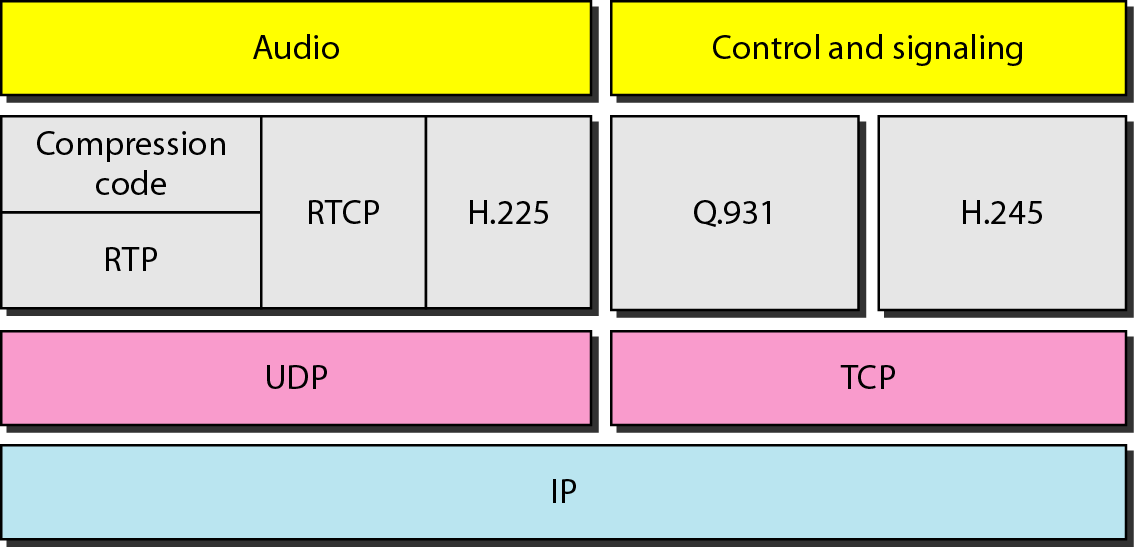 Audio
Control and signaling
Compression
code
RTP
RTCP
H.225
Q.931
H.245
UDP
TCP
IP